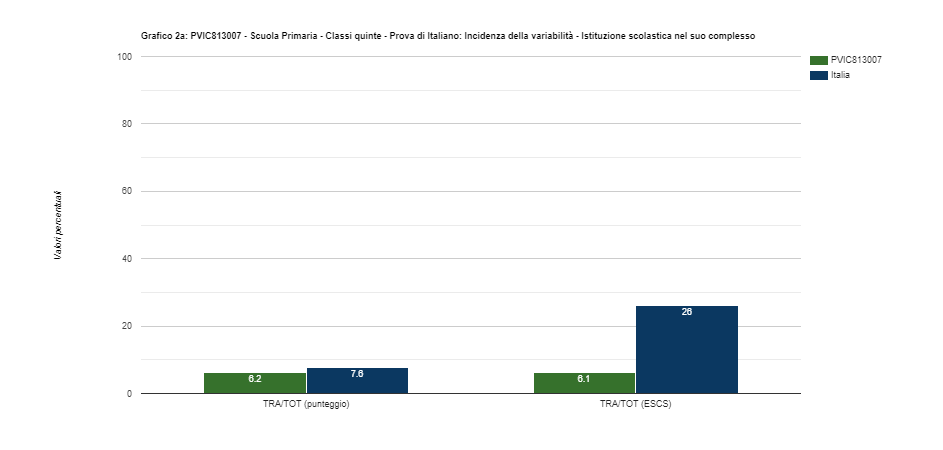 Grafico 2a: PVIC813007 - Scuola Primaria - Classi quinte - Prova di Italiano: Incidenza della variabilità - Istituzione scolastica nel suo complesso
PVIC813007
Italia
Valori percentuali
100
80
60
40
20
0
6.2
7.6
6.1
26
TRA/TOT (punteggio)
TRA/TOT (ESCS)